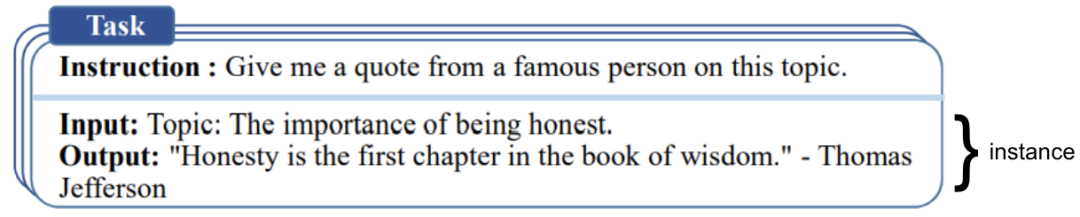 Task
Instruction : Give me a quote from a famous person on this topic.
Input: Topic: The importance of being honest.
Output: "Honesty is the first chapter in the book of wisdom." - Thomas
Jefferson
} instance